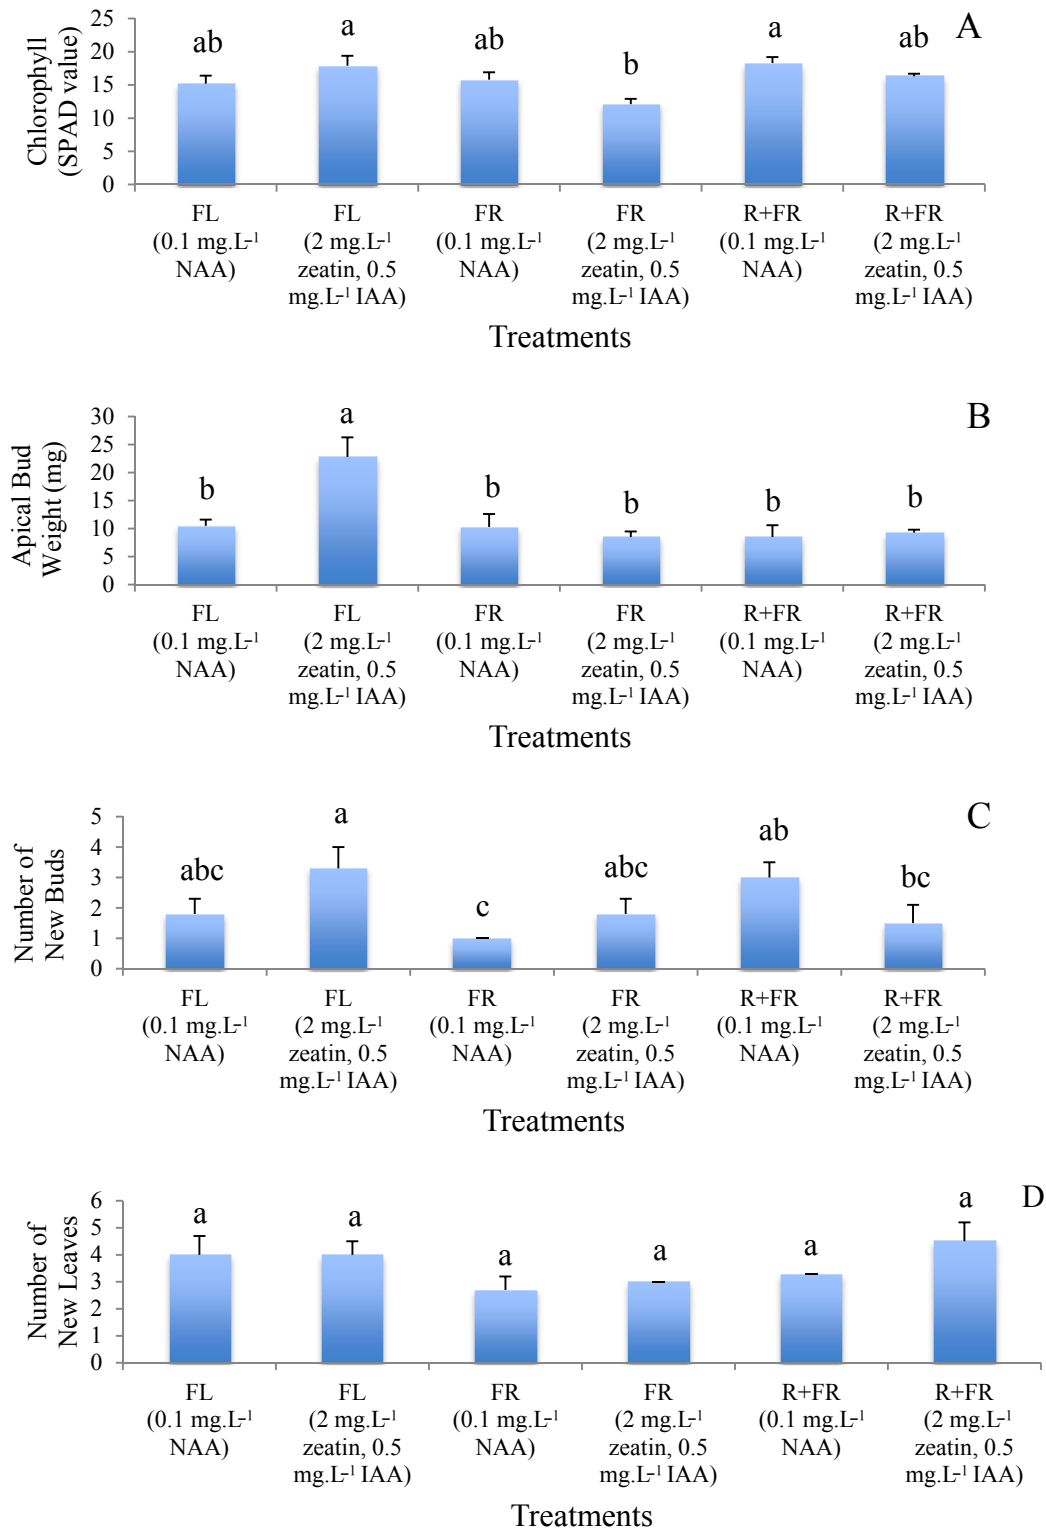 A
Chlorophyll
(SPAD value)
25
20
15
10
5
0
ab
a
ab
b
a
ab
FL
(0.1 mg.L⁻¹
NAA)
FL
(2 mg.L⁻¹
zeatin, 0.5
mg.L⁻¹ IAA)
FR
(0.1 mg.L⁻¹
NAA)
FR
(2 mg.L⁻¹
zeatin, 0.5
mg.L⁻¹ IAA)
R+FR
(0.1 mg.L⁻¹
NAA)
R+FR
(2 mg.L⁻¹
zeatin, 0.5
mg.L⁻¹ IAA)
Treatments
B
Apical Bud
Weight (mg)
30
25
20
15
10
5
0
b
a
b
b
b
b
FL
(0.1 mg.L⁻¹
NAA)
FL
(2 mg.L⁻¹
zeatin, 0.5
mg.L⁻¹ IAA)
FR
(0.1 mg.L⁻¹
NAA)
FR
(2 mg.L⁻¹
zeatin, 0.5
mg.L⁻¹ IAA)
R+FR
(0.1 mg.L⁻¹
NAA)
R+FR
(2 mg.L⁻¹
zeatin, 0.5
mg.L⁻¹ IAA)
Treatments
C
Number of
New Buds
5
4
3
2
1
0
abc
a
c
abc
ab
bc
FL
(0.1 mg.L⁻¹
NAA)
FL
(2 mg.L⁻¹
zeatin, 0.5
mg.L⁻¹ IAA)
FR
(0.1 mg.L⁻¹
NAA)
FR
(2 mg.L⁻¹
zeatin, 0.5
mg.L⁻¹ IAA)
R+FR
(0.1 mg.L⁻¹
NAA)
R+FR
(2 mg.L⁻¹
zeatin, 0.5
mg.L⁻¹ IAA)
Treatments
D
Number of
New Leaves
6
5
4
3
2
1
0
a
a
a
a
a
a
FL
(0.1 mg.L⁻¹
NAA)
FL
(2 mg.L⁻¹
zeatin, 0.5
mg.L⁻¹ IAA)
FR
(0.1 mg.L⁻¹
NAA)
FR
(2 mg.L⁻¹
zeatin, 0.5
mg.L⁻¹ IAA)
R+FR
(0.1 mg.L⁻¹
NAA)
R+FR
(2 mg.L⁻¹
zeatin, 0.5
mg.L⁻¹ IAA)
Treatments